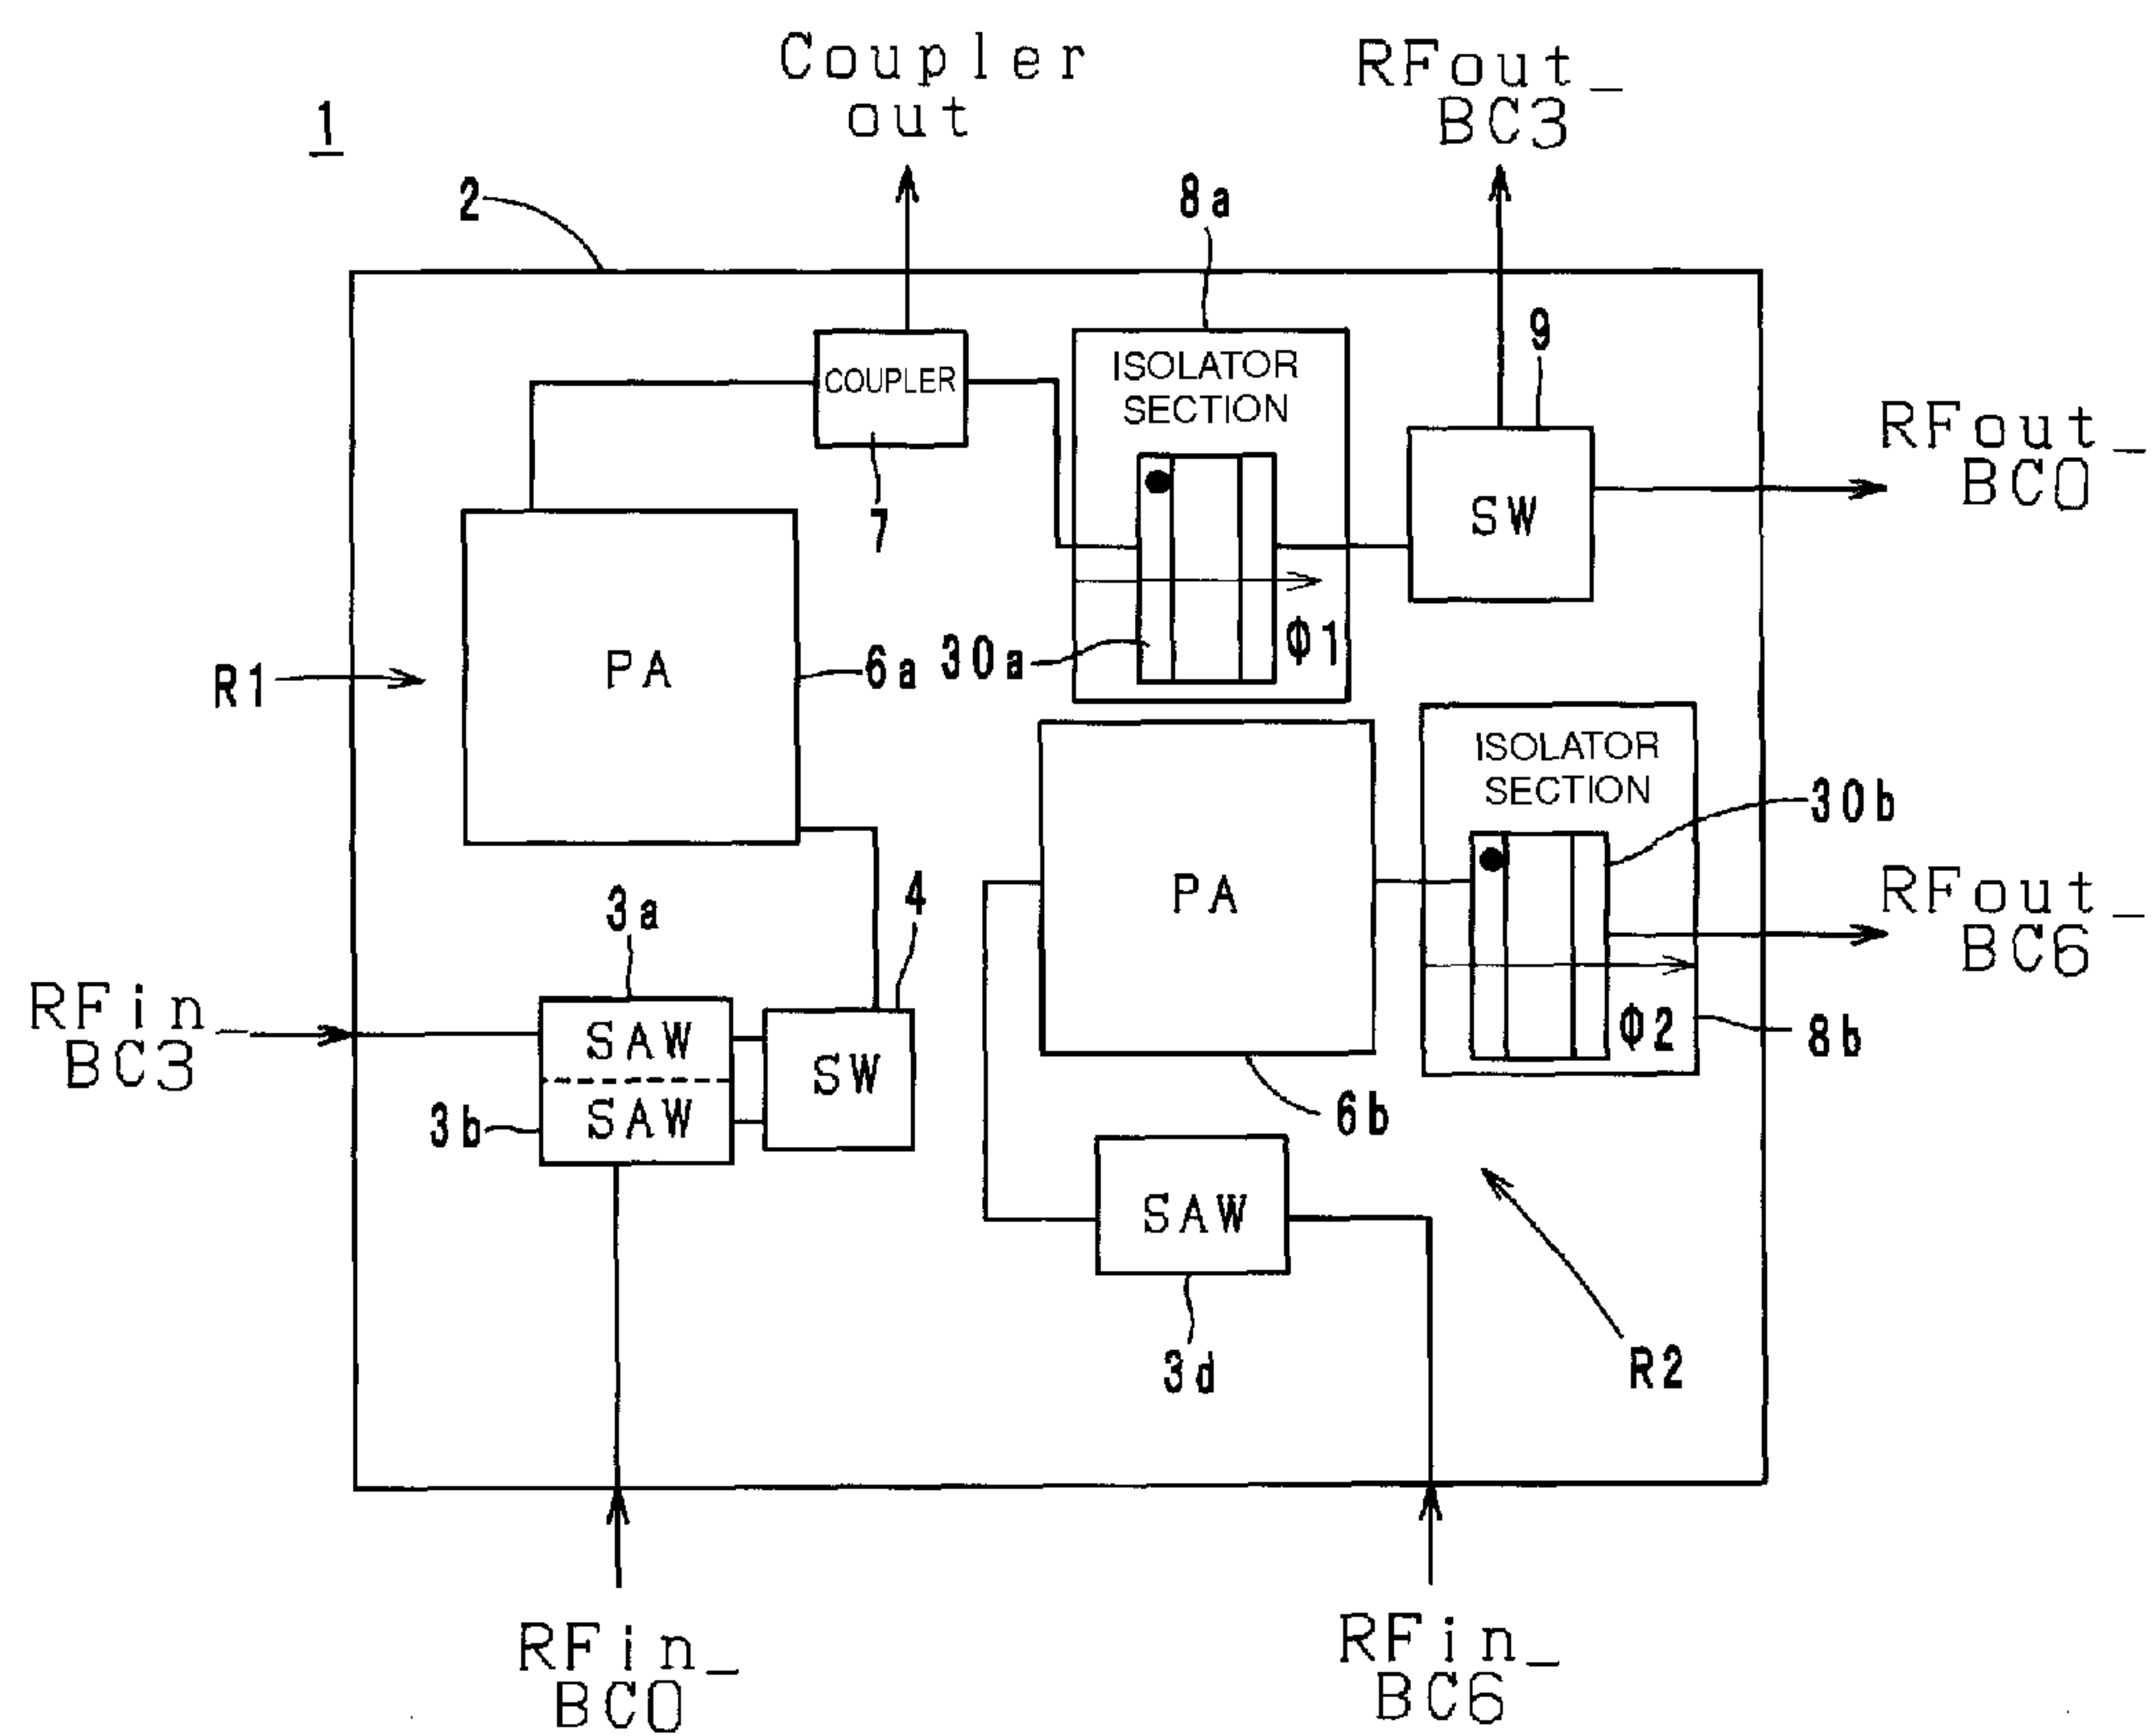 1
Coupler
out
RFout_
BC3
2
8a
COUPLER
7
ISOLATOR
SECTION
9
SW
RFout_
BC0
PA
6a
30a
Φ1
R1
ISOLATOR
SECTION
30b
PA
RFout_
BC6
Φ2
8b
6b
3a
4
RFin_
BC3
SAW
SAW
SW
3b
SAW
3d
R2
RFin_
BC0
RFin_
BC6